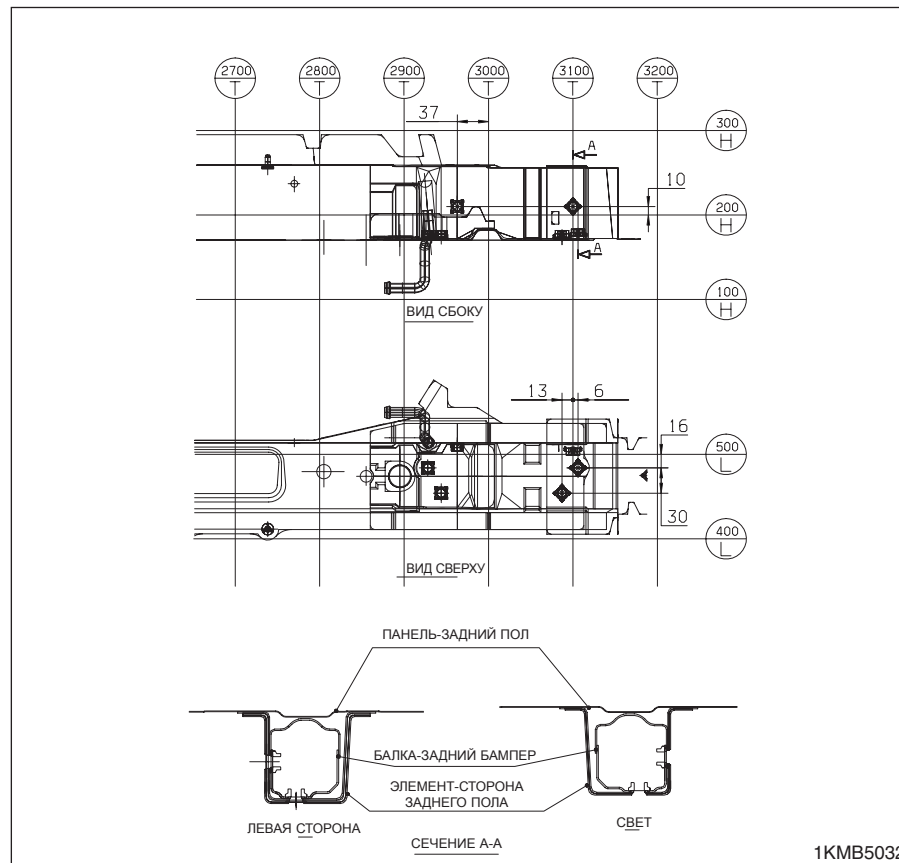 2700 T 2800 T 2900 T 3000 T 3100 T 3200 T
37
300 H
A
10
200 H
A
100 H
ВИД СБОКУ
13 6
16
500 L
30
400 L
ВИД СВЕРХУ
ПАНЕЛЬ-ЗАДНИЙ ПОЛ
БАЛКА-ЗАДНИЙ БАМПЕР
ЭЛЕМЕНТ-СТОРОНА
ЗАДНЕГО ПОЛА
ЛЕВАЯ СТОРОНА
СВЕТ
СЕЧЕНИЕ А-А
1KMB5032